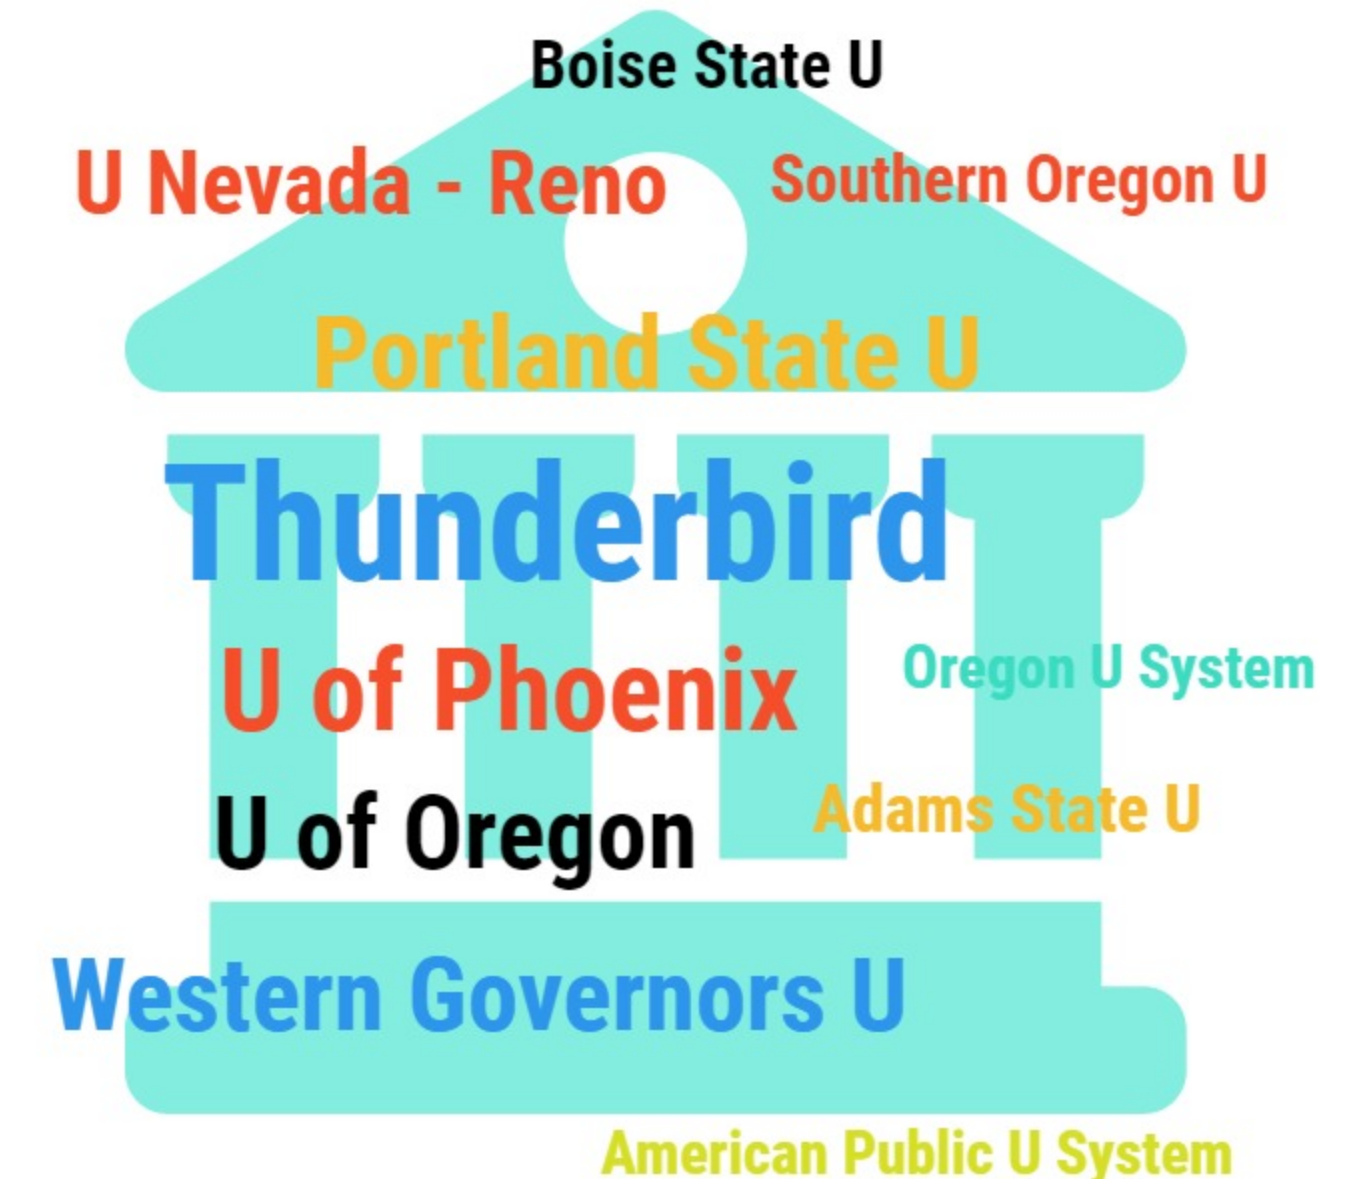 Boise State U
U Nevada - Reno
Southern Oregon U
Portland State U
Thunderbird
U of Phoenix
Oregon U System
U of Oregon
Adams State U
Western Governors U
American Public U System